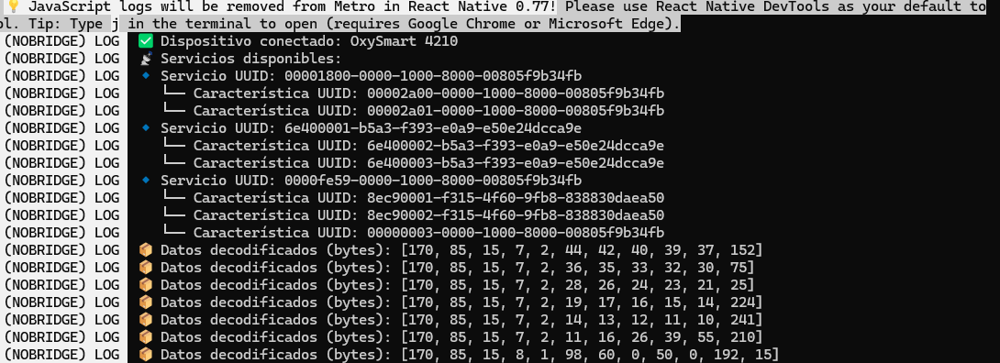 💡 JavaScript logs will be removed from Metro in React Native 0.77! Please use React Native DevTools as your default to
ol. Tip: Type j in the terminal to open (requires Google Chrome or Microsoft Edge).
(NOBRIDGE) LOG ✅ Dispositivo conectado: OxySmart 4210
(NOBRIDGE) LOG 📡 Servicios disponibles:
(NOBRIDGE) LOG 🔹 Servicio UUID: 00001800-0000-1000-8000-00805f9b34fb
(NOBRIDGE) LOG └── Característica UUID: 00002a00-0000-1000-8000-00805f9b34fb
(NOBRIDGE) LOG └── Característica UUID: 00002a01-0000-1000-8000-00805f9b34fb
(NOBRIDGE) LOG 🔹 Servicio UUID: 6e400001-b5a3-f393-e0a9-e50e24dcca9e
(NOBRIDGE) LOG └── Característica UUID: 6e400002-b5a3-f393-e0a9-e50e24dcca9e
(NOBRIDGE) LOG └── Característica UUID: 6e400003-b5a3-f393-e0a9-e50e24dcca9e
(NOBRIDGE) LOG 🔹 Servicio UUID: 0000fe59-0000-1000-8000-00805f9b34fb
(NOBRIDGE) LOG └── Característica UUID: 8ec90001-f315-4f60-9fb8-838830daea50
(NOBRIDGE) LOG └── Característica UUID: 8ec90002-f315-4f60-9fb8-838830daea50
(NOBRIDGE) LOG └── Característica UUID: 00000003-0000-1000-8000-00805f9b34fb
(NOBRIDGE) LOG 📦 Datos decodificados (bytes): [170, 85, 15, 7, 2, 44, 42, 40, 39, 37, 152]
(NOBRIDGE) LOG 📦 Datos decodificados (bytes): [170, 85, 15, 7, 2, 36, 35, 33, 32, 30, 75]
(NOBRIDGE) LOG 📦 Datos decodificados (bytes): [170, 85, 15, 7, 2, 28, 26, 24, 23, 21, 25]
(NOBRIDGE) LOG 📦 Datos decodificados (bytes): [170, 85, 15, 7, 2, 19, 17, 16, 15, 14, 224]
(NOBRIDGE) LOG 📦 Datos decodificados (bytes): [170, 85, 15, 7, 2, 14, 13, 12, 11, 10, 241]
(NOBRIDGE) LOG 📦 Datos decodificados (bytes): [170, 85, 15, 7, 2, 11, 16, 26, 39, 55, 210]
(NOBRIDGE) LOG 📦 Datos decodificados (bytes): [170, 85, 15, 8, 1, 98, 60, 0, 50, 0, 192, 15]